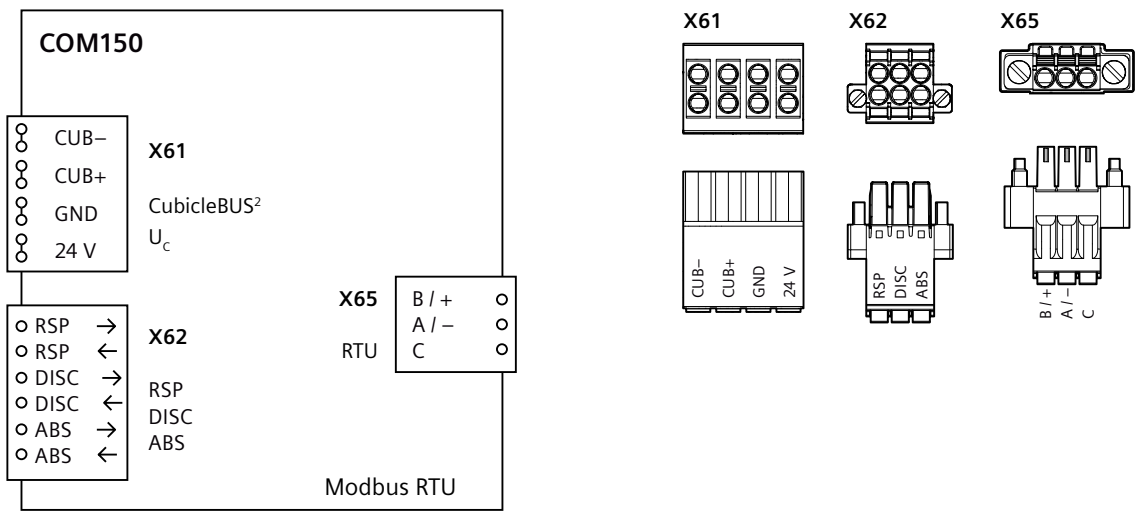 COM150
CUB–
CUB+
GND
24 V
X61
CubicleBUS²
U_C
RSP →
RSP ←
DISC →
DISC ←
ABS →
ABS ←
X62
RSP
DISC
ABS
X65
RTU
B / +
A / –
C
Modbus RTU
X61
CUB–
CUB+
GND
24 V
X62
RSP
DISC
ABS
X65
B / +
A / –
C